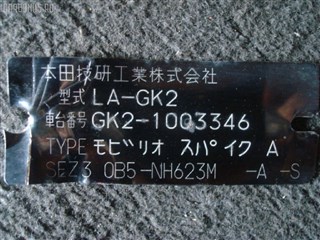 本田技研工業株式会社
型式 LA-GK2
車台番号 GK2-1003346
TYPE モビリオ スパイク A
SEZ3 0B5-NH623M -A -S